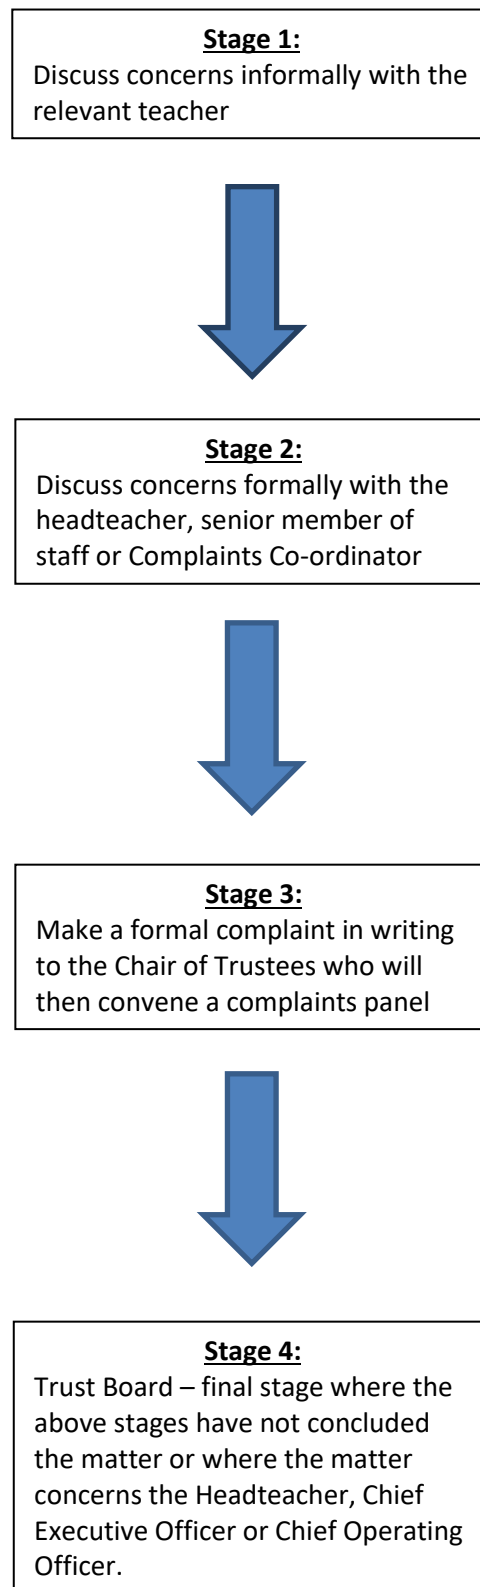 Stage 1:
Discuss concerns informally with the
relevant teacher
Stage 2:
Discuss concerns formally with the
headteacher, senior member of
staff or Complaints Co-ordinator
Stage 3:
Make a formal complaint in writing
to the Chair of Trustees who will
then convene a complaints panel
Stage 4:
Trust Board – final stage where the
above stages have not concluded
the matter or where the matter
concerns the Headteacher, Chief
Executive Officer or Chief Operating
Officer.